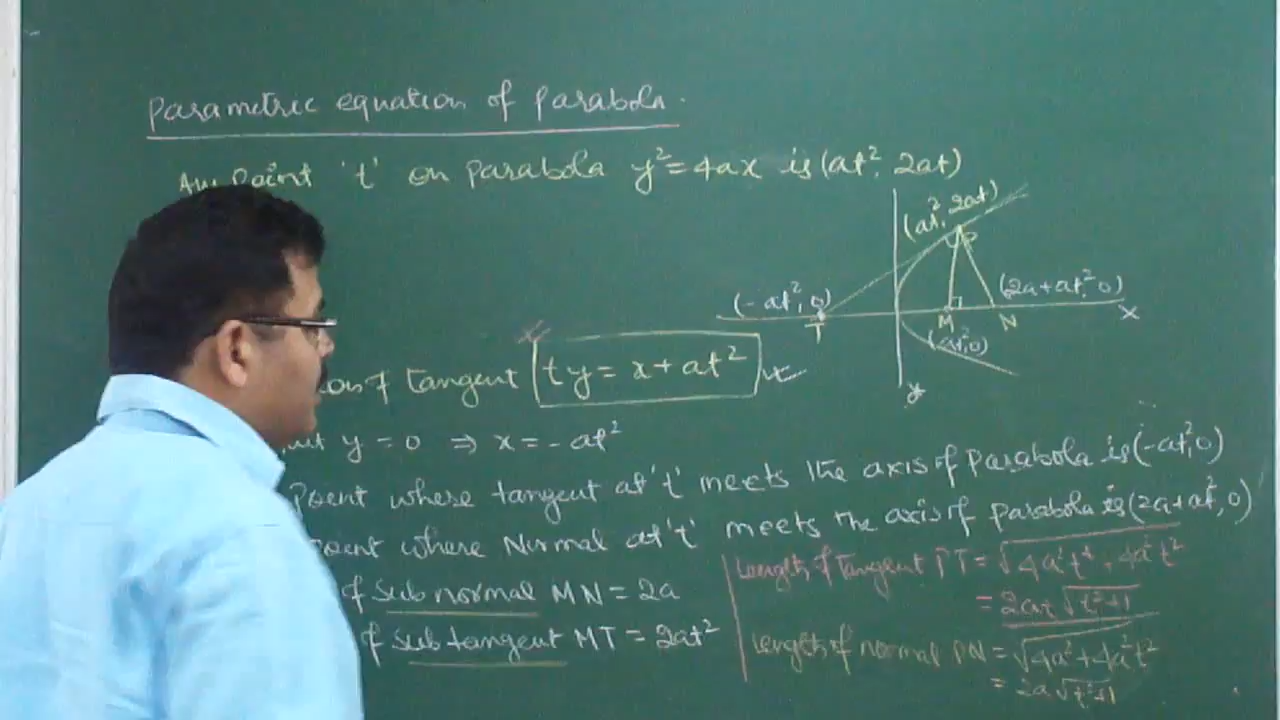 Parametric equation of parabola.
Any Point 't' on parabola y² = 4ax is (at², 2at)
(at², 2at)
P
(-at², 0)
(2a+at², 0)
T
M
N
X
(at², 0)
y
of tangent ty = x + at²
put y = 0 ⇒ x = -at²
Point where tangent at 't' meets the axis of parabola is (-at², 0)
point where Normal at 't' meets the axis of parabola is (2a+at², 0)
of Subnormal MN = 2a
of Subtangent MT = 2at²
Length of Tangent PT = √4a²t⁴ + 4a²t²
= 2at √t²+1
Length of normal PN = √4a² + 4a²t²
= 2a √t²+1